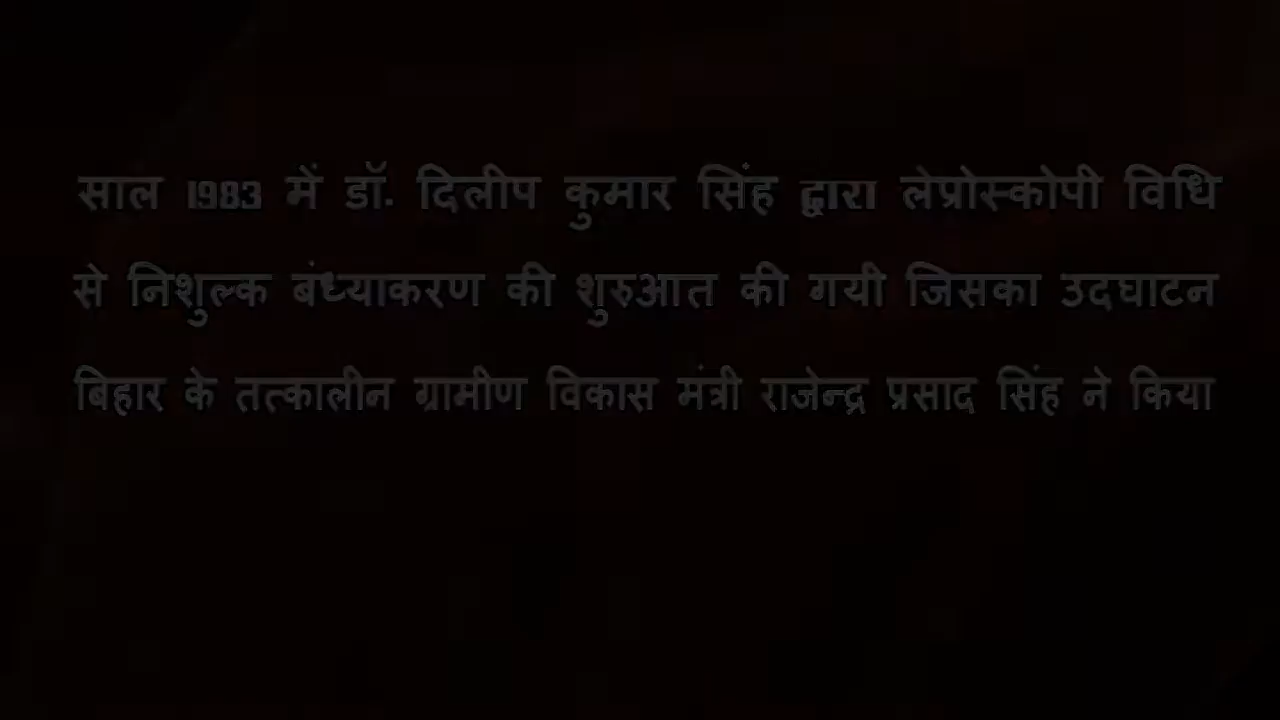 साल 1983 में डॉ. दिलीप कुमार सिंह द्वारा लेप्रोस्कोपी विधि
से निशुल्क बंध्याकरण की शुरुआत की गयी जिसका उदघाटन
बिहार के तत्कालीन ग्रामीण विकास मंत्री राजेन्द्र प्रसाद सिंह ने किया